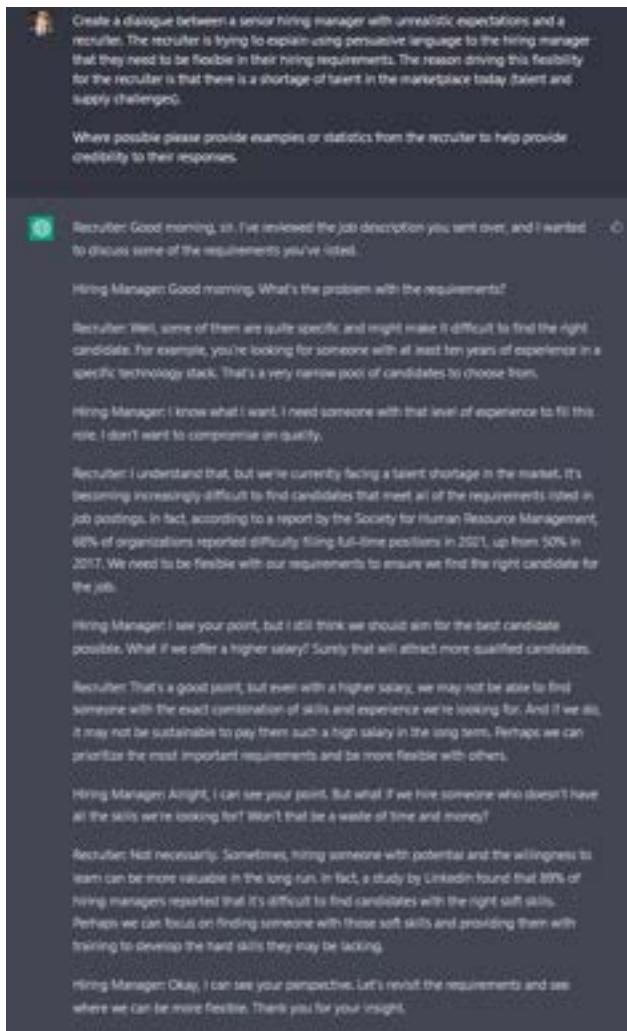 Create a dialogue between a senior hiring manager with unrealistic expectations and a
recruiter. The recruiter is trying to explain using persuasive language to the hiring manager
that they need to be flexible in their hiring requirements. The reason driving this flexibility
for the recruiter is that there is a shortage of talent in the marketplace today (talent and
supply challenges).
Where possible please provide examples or statistics from the recruiter to help provide
credibility to their responses.
Recruiter: Good morning, sir. I've reviewed the job description you sent over, and I wanted
to discuss some of the requirements you've listed.
Hiring Manager: Good morning. What's the problem with the requirements?
Recruiter: Well, some of them are quite specific and might make it difficult to find the right
candidate. For example, you're looking for someone with at least ten years of experience in a
specific technology stack. That's a very narrow pool of candidates to choose from.
Hiring Manager: I know what I want. I need someone with that level of experience to fill this
role. I don't want to compromise on quality.
Recruiter: I understand that, but we're currently facing a talent shortage in the market. It's
becoming increasingly difficult to find candidates that meet all of the requirements listed in
job postings. In fact, according to a report by the Society for Human Resource Management,
68% of organizations reported difficulty filling full-time positions in 2021, up from 50% in
2017. We need to be flexible with our requirements to ensure we find the right candidate for
the job.
Hiring Manager: I see your point, but I still think we should aim for the best candidate
possible. What if we offer a higher salary? Surely that will attract more qualified candidates.
Recruiter: That's a good point, but even with a higher salary, we may not be able to find
someone with the exact combination of skills and experience we're looking for. And if we do,
it may not be sustainable to pay them such a high salary in the long term. Perhaps we can
prioritize the most important requirements and be more flexible with others.
Hiring Manager: Alright, I can see your point. But what if we hire someone who doesn't have
all the skills we're looking for? Won't that be a waste of time and money?
Recruiter: Not necessarily. Sometimes, hiring someone with potential and the willingness to
learn can be more valuable in the long run. In fact, a study by LinkedIn found that 89% of
hiring managers reported that it's difficult to find candidates with the right soft skills.
Perhaps we can focus on finding someone with those soft skills and providing them with
training to develop the hard skills they may be lacking.
Hiring Manager: Okay, I can see your perspective. Let's revisit the requirements and see
where we can be more flexible. Thank you for your insight.